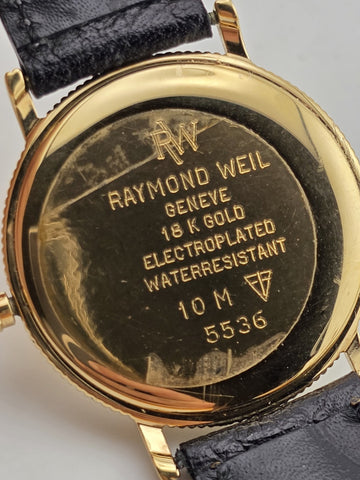 RW
RAYMOND WEIL
GENEVE
18 K GOLD
ELECTROPLATED
WATERRESISTANT
10 M
5536